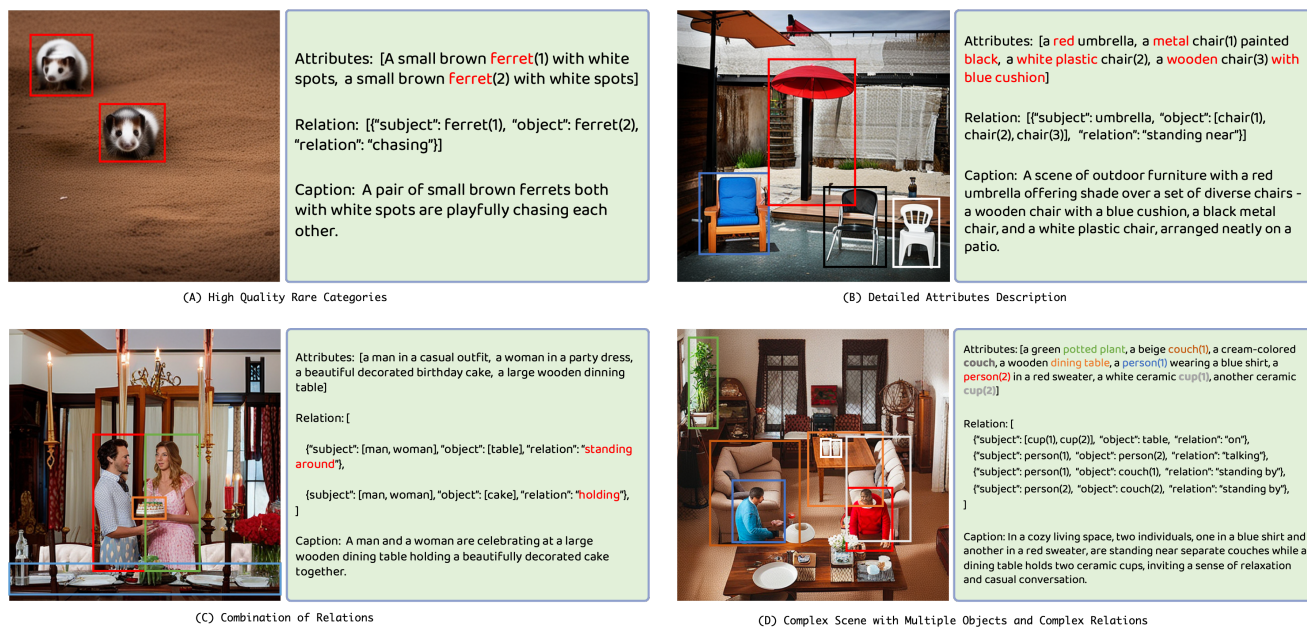 Attributes: [A small brown ferret(1) with white
spots, a small brown ferret(2) with white spots]
Relation: [{“subject”: ferret(1), “object”: ferret(2),
“relation”: “chasing”}]
Caption: A pair of small brown ferrets both
with white spots are playfully chasing each
other.
(A) High Quality Rare Categories
Attributes: [a red umbrella, a metal chair(1) painted
black, a white plastic chair(2), a wooden chair(3) with
blue cushion]
Relation: [{“subject”: umbrella, “object”: [chair(1),
chair(2), chair(3)], “relation”: “standing near”}]
Caption: A scene of outdoor furniture with a red
umbrella offering shade over a set of diverse chairs -
a wooden chair with a blue cushion, a black metal
chair, and a white plastic chair, arranged neatly on a
patio.
(B) Detailed Attributes Description
Attributes: [a man in a casual outfit, a woman in a party dress,
a beautiful decorated birthday cake, a large wooden dinning
table]
Relation: [
{“subject”: [man, woman], “object”: [table], “relation”: “standing
around”},
{subject”: [man, woman], “object”: [cake], “relation”: “holding”},
]
Caption: A man and a woman are celebrating at a large
wooden dining table holding a beautifully decorated cake
together.
(C) Combination of Relations
Attributes: [a green potted plant, a beige couch(1), a cream-colored
couch, a wooden dining table, a person(1) wearing a blue shirt, a
person(2) in a red sweater, a white ceramic cup(1), another ceramic
cup(2)]
Relation: [
{“subject”: [cup(1), cup(2)], “object”: table, “relation”: “on”},
{“subject”: person(1), “object”: person(2), “relation”: “talking”},
{“subject”: person(1), “object”: couch(1), “relation”: “standing by”},
{“subject”: person(2), “object”: couch(2), “relation”: “standing by”},
]
Caption: In a cozy living space, two individuals, one in a blue shirt and
another in a red sweater, are standing near separate couches while a
dining table holds two ceramic cups, inviting a sense of relaxation
and casual conversation.
(D) Complex Scene with Multiple Objects and Complex Relations